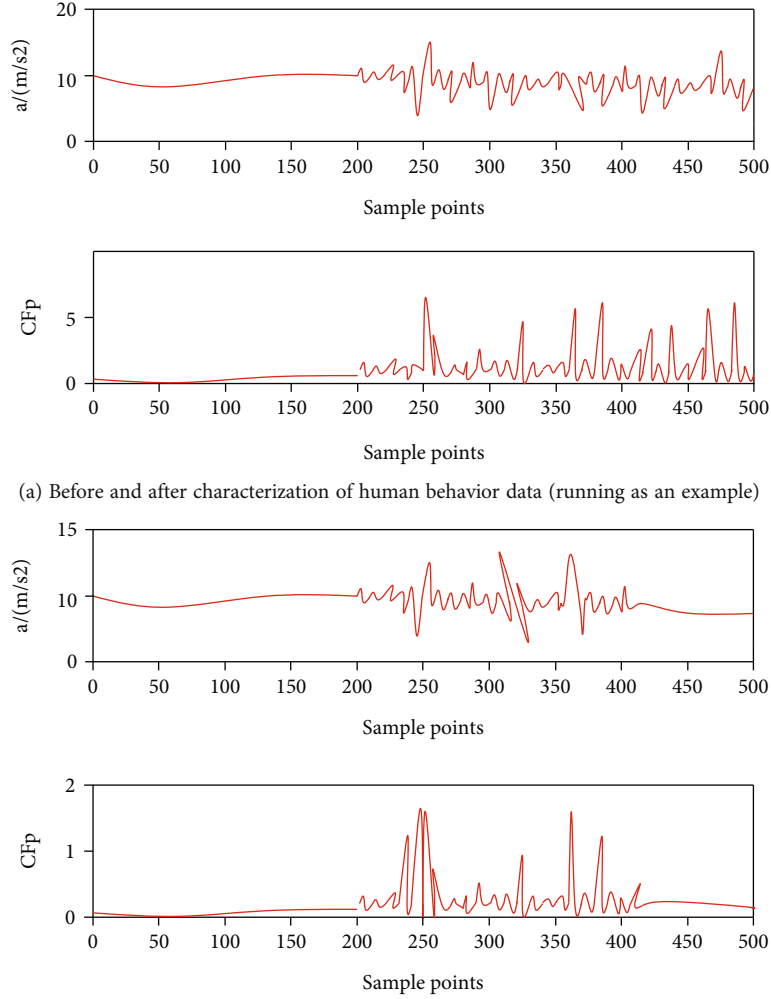 20
10
0
a/(m/s2)
0 50 100 150 200 250 300 350 400 450 500
Sample points
5
0
CFp
0 50 100 150 200 250 300 350 400 450 500
Sample points
(a) Before and after characterization of human behavior data (running as an example)
15
10
0
a/(m/s2)
0 50 100 150 200 250 300 350 400 450 500
Sample points
2
1
0
CFp
0 50 100 150 200 250 300 350 400 450 500
Sample points